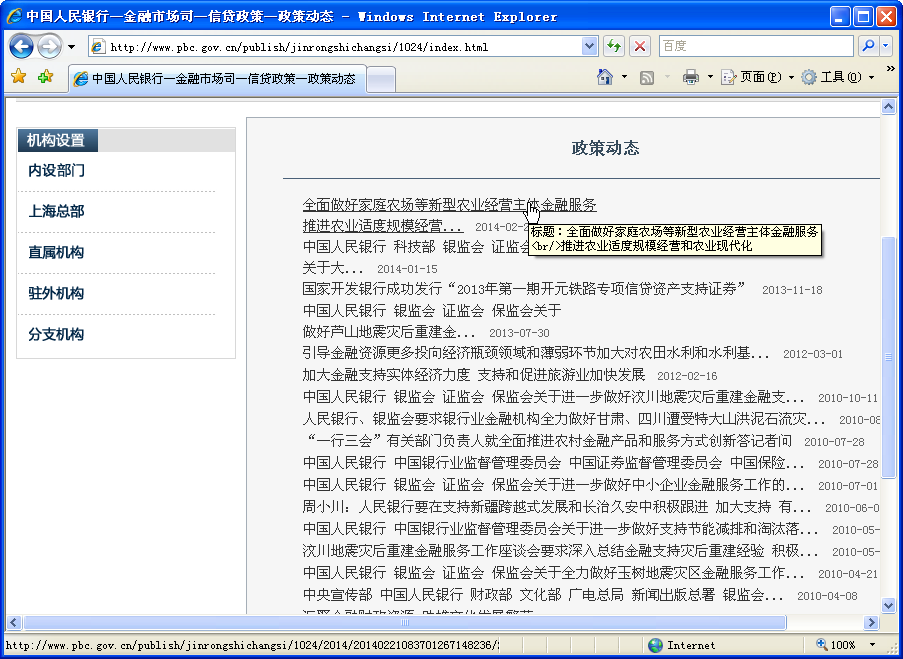 中国人民银行—金融市场司—信贷政策—政策动态 - Windows Internet Explorer
http://www.pbc.gov.cn/publish/jinrongshichangsi/1024/index.html
百度
中国人民银行—金融市场司—信贷政策—政策动态
页面(P)
工具(O)
机构设置
内设部门
上海总部
直属机构
驻外机构
分支机构
政策动态
全面做好家庭农场等新型农业经营主体金融服务
推进农业适度规模经营... 2014-02-2
标题：全面做好家庭农场等新型农业经营主体金融服务
<br/>推进农业适度规模经营和农业现代化
中国人民银行 科技部 银监会 证监会
关于大... 2014-01-15
国家开发银行成功发行“2013年第一期开元铁路专项信贷资产支持证券” 2013-11-18
中国人民银行 银监会 证监会 保监会关于
做好芦山地震灾后重建金... 2013-07-30
引导金融资源更多投向经济瓶颈领域和薄弱环节加大对农田水利和水利基... 2012-03-01
加大金融支持实体经济力度 支持和促进旅游业加快发展 2012-02-16
中国人民银行 银监会 证监会 保监会关于进一步做好汶川地震灾后重建金融支... 2010-10-11
人民银行、银监会要求银行业金融机构全力做好甘肃、四川遭受特大山洪泥石流灾... 2010-08
“一行三会”有关部门负责人就全面推进农村金融产品和服务方式创新答记者问 2010-07-28
中国人民银行 中国银行业监督管理委员会 中国证券监督管理委员会 中国保险... 2010-07-28
中国人民银行 银监会 证监会 保监会关于进一步做好中小企业金融服务工作的... 2010-07-01
周小川：人民银行要在支持新疆跨越式发展和长治久安中积极跟进 加大支持 有... 2010-06-0
中国人民银行 中国银行业监督管理委员会关于进一步做好支持节能减排和淘汰落... 2010-05-
汶川地震灾后重建金融服务工作座谈会要求深入总结金融支持灾后重建经验 积极... 2010-05-
中国人民银行 银监会 证监会 保监会关于全力做好玉树地震灾区金融服务工作... 2010-04-21
中央宣传部 中国人民银行 财政部 文化部 广电总局 新闻出版总署 银监会... 2010-04-08
http://www.pbc.gov.cn/publish/jinrongshichangsi/1024/2014/20140221083701267148236/
Internet
100%